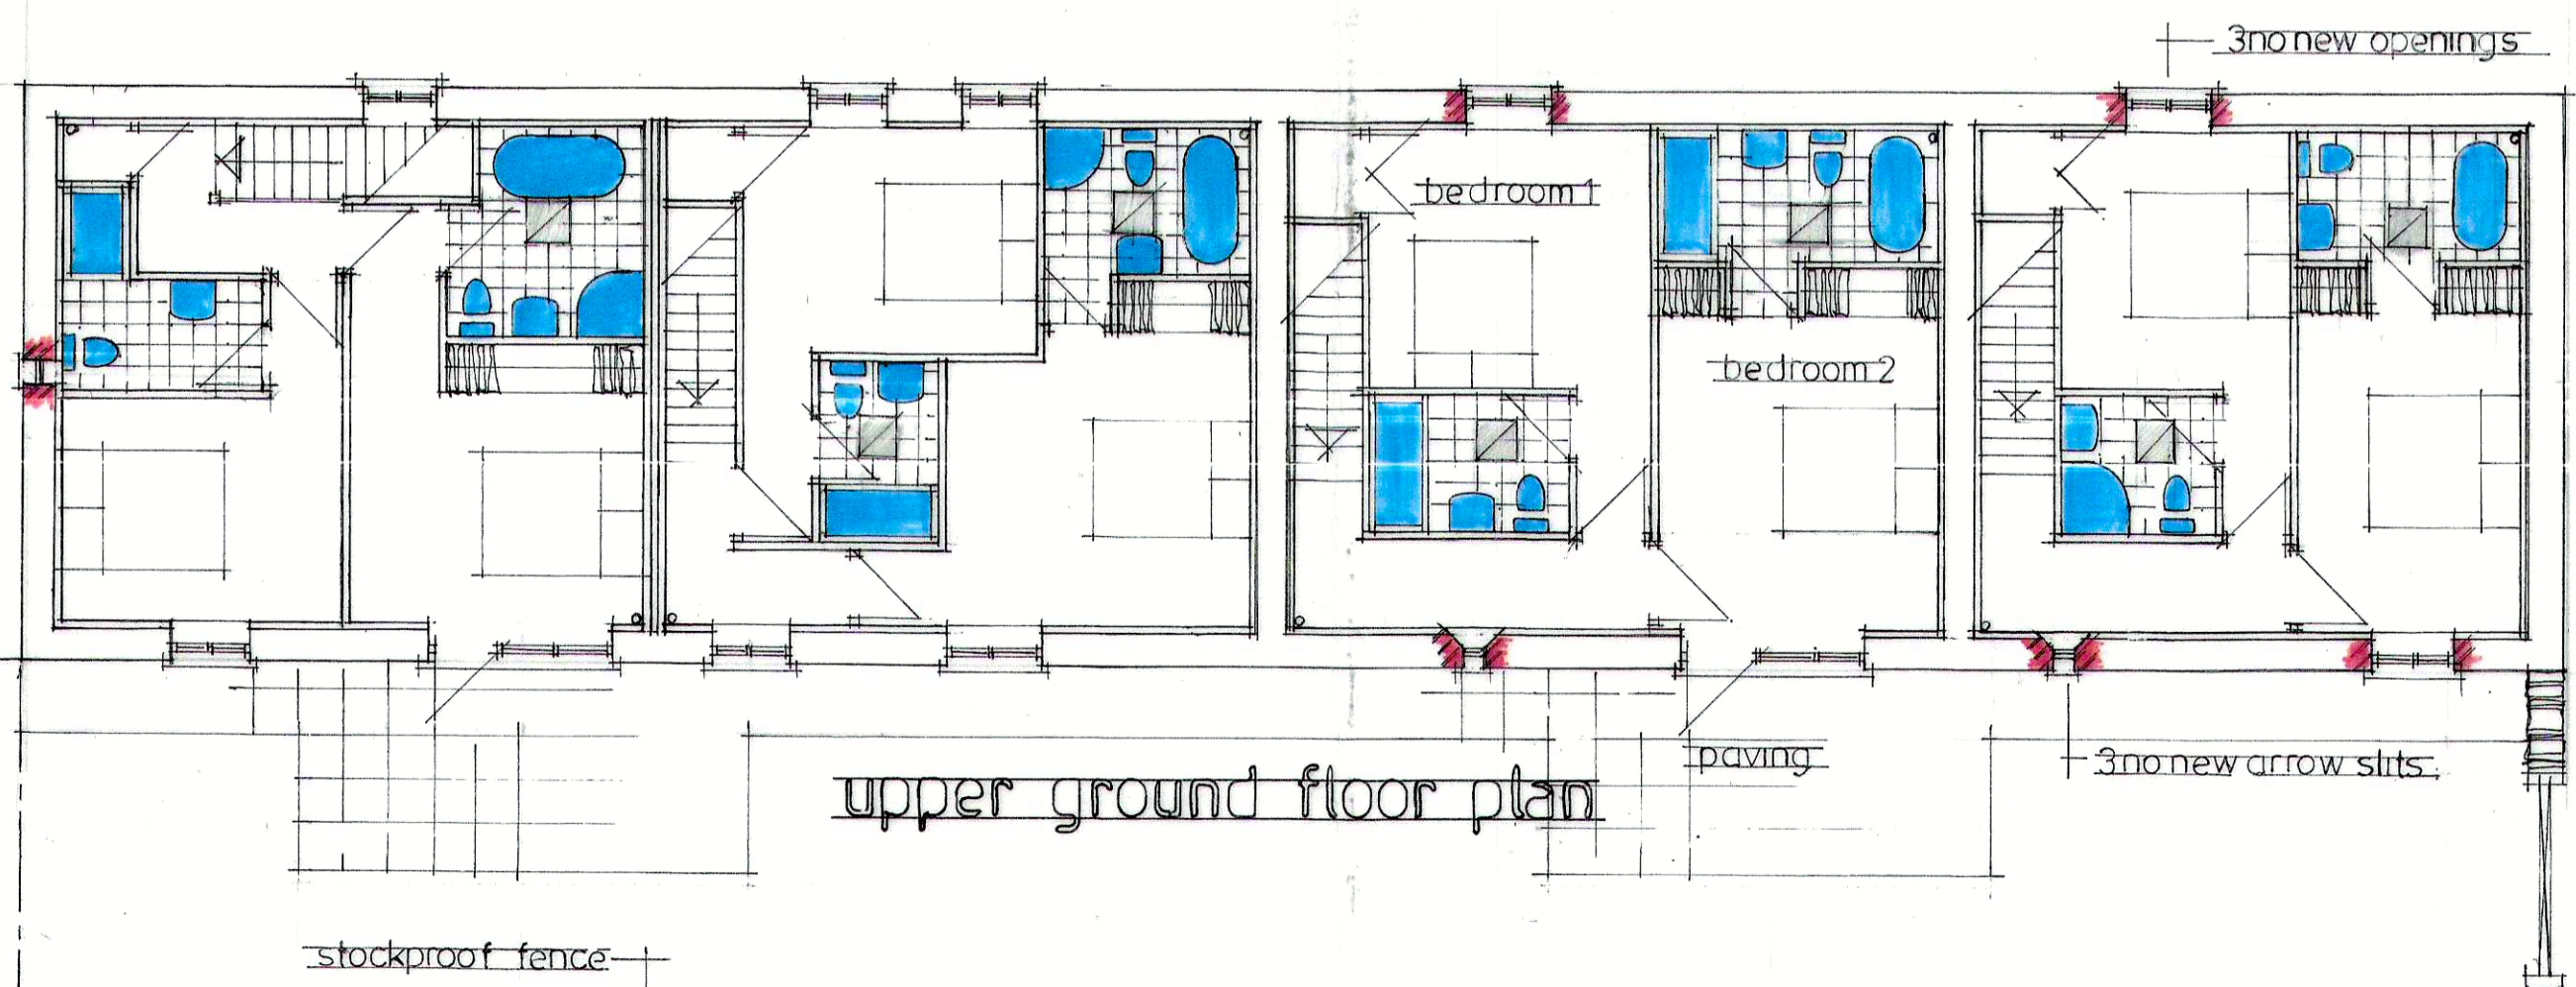 3no new openings
bedroom 1
bedroom 2
paving
3no new arrow slits
upper ground floor plan
stockproof fence